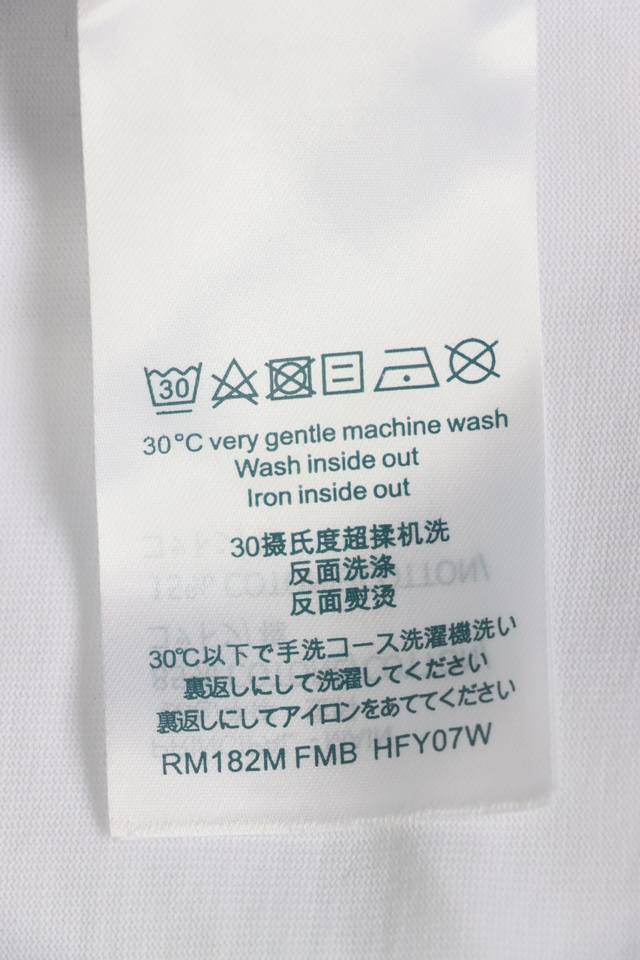 30
30°C very gentle machine wash
Wash inside out
Iron inside out
30摄氏度超揉机洗
反面洗涤
反面熨烫
30℃以下で手洗コース洗濯機洗い
裏返しにして洗濯してください
裏返しにしてアイロンをあててください
RM182M FMB HFY07W